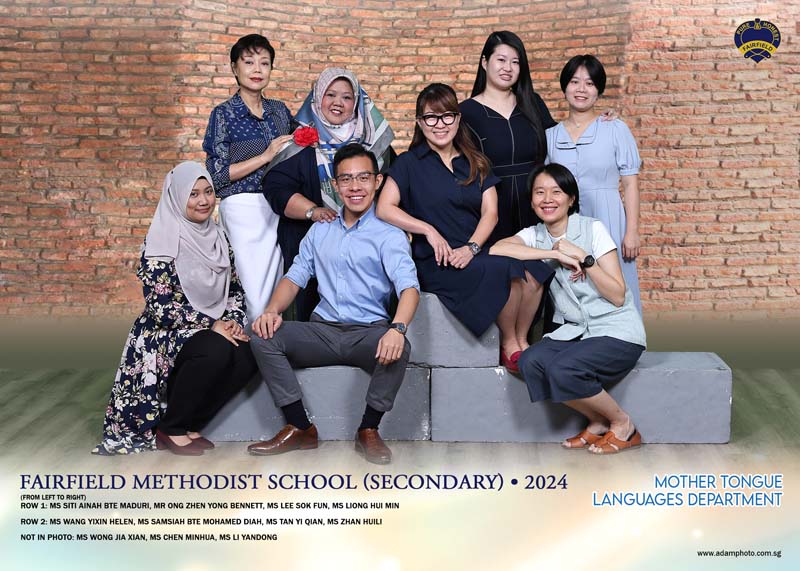 PURE HONEST
FAIRFIELD
FAIRFIELD METHODIST SCHOOL (SECONDARY) • 2024
(FROM LEFT TO RIGHT)
ROW 1: MS SITI AINAH BTE MADURI, MR ONG ZHEN YONG BENNETT, MS LEE SOK FUN, MS LIONG HUI MIN
ROW 2: MS WANG YIXIN HELEN, MS SAMSIAH BTE MOHAMED DIAH, MS TAN YI QIAN, MS ZHAN HUILI
NOT IN PHOTO: MS WONG JIA XIAN, MS CHEN MINHUA, MS LI YANDONG
MOTHER TONGUE
LANGUAGES DEPARTMENT
www.adamphoto.com.sg